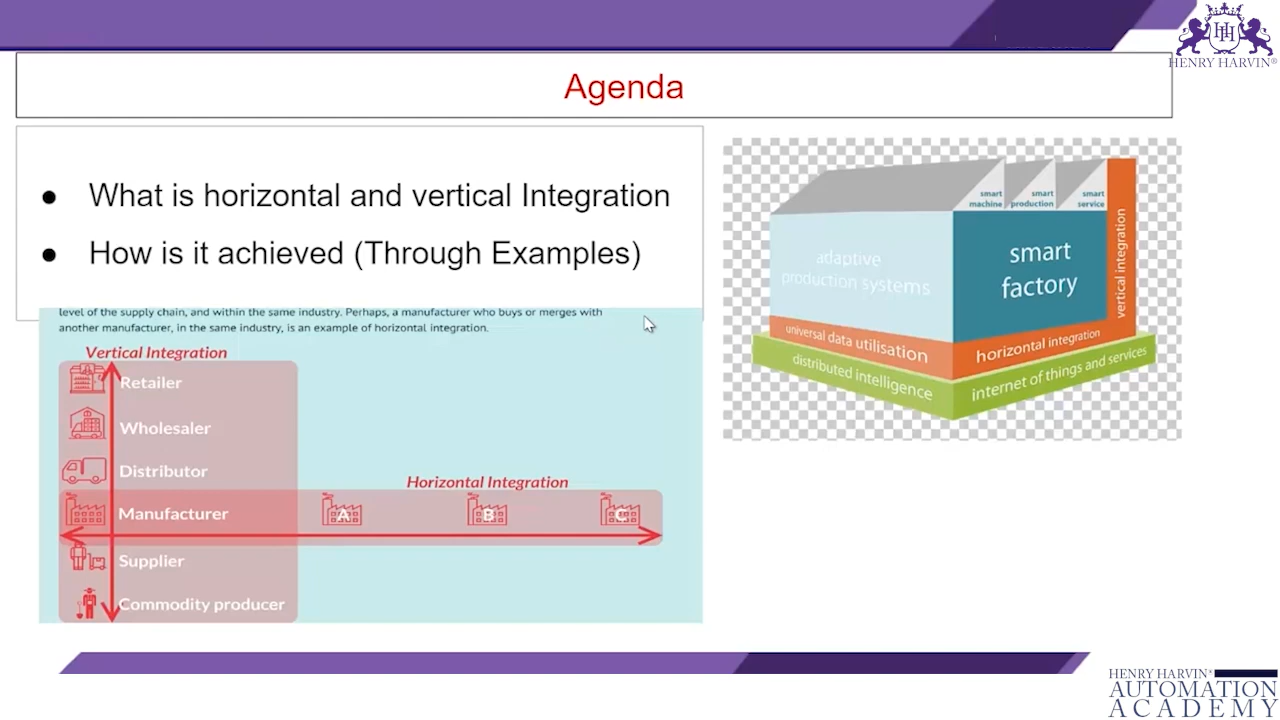 HENRY HARVIN®
Agenda
● What is horizontal and vertical Integration
● How is it achieved (Through Examples)
level of the supply chain, and within the same industry. Perhaps, a manufacturer who buys or merges with
another manufacturer, in the same industry, is an example of horizontal integration.
Vertical Integration
Retailer
Wholesaler
Distributor
Horizontal Integration
Manufacturer
A
B
C
Supplier
Commodity producer
smart
machine
smart
production
smart
service
adaptive
production systems
smart
factory
vertical integration
universal data utilisation
horizontal integration
distributed intelligence
internet of things and services
HENRY HARVIN®
AUTOMATION
ACADEMY